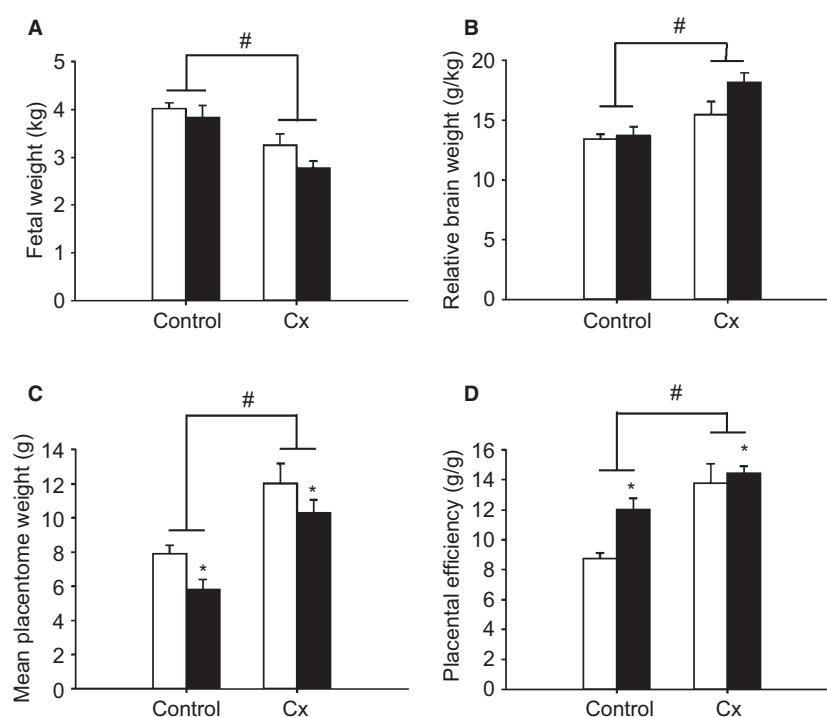 A
#
Fetal weight (kg)
5
4
3
2
1
0
Control
Cx
B
#
Relative brain weight (g/kg)
20
15
10
5
0
Control
Cx
C
#
Mean placentome weight (g)
14
12
10
8
6
4
2
0
*
*
Control
Cx
D
#
Placental efficiency (g/g)
16
14
12
10
8
6
4
2
0
*
*
Control
Cx